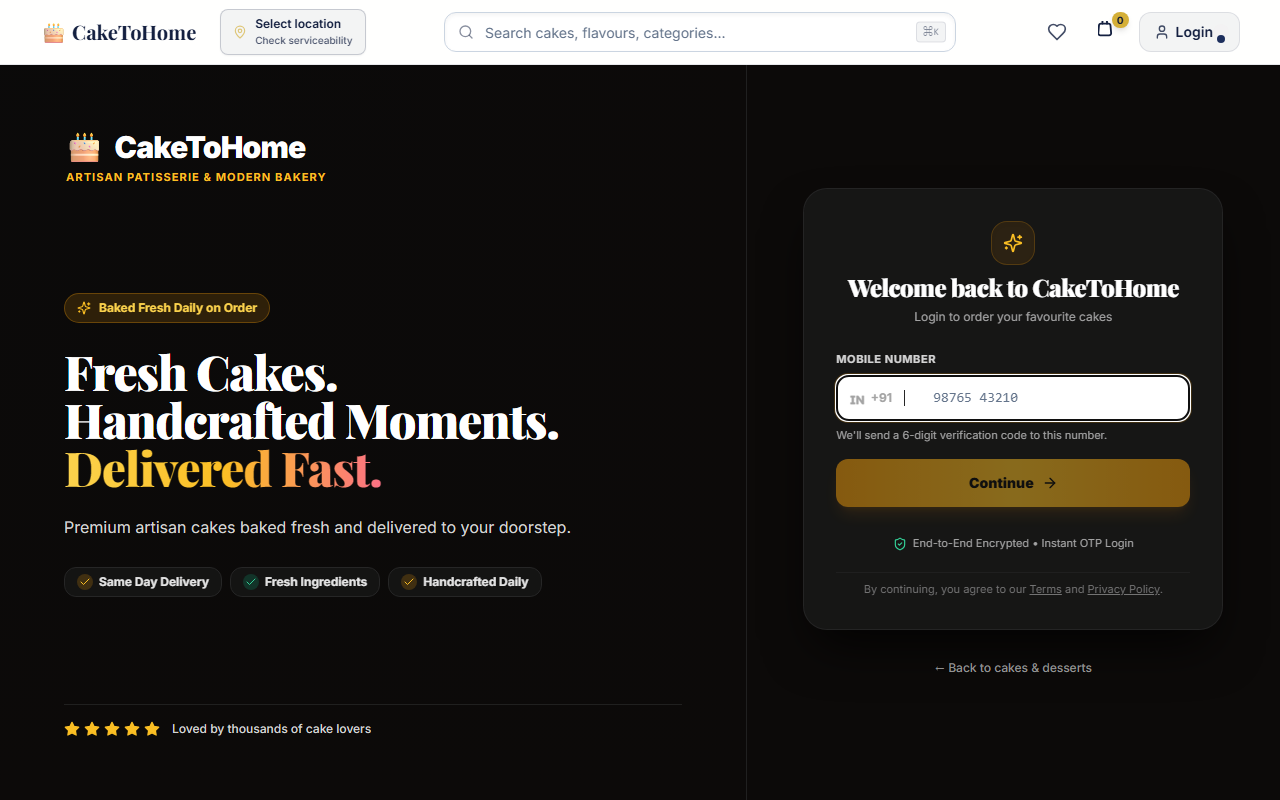 CakeToHome
Select location
Check serviceability
Search cakes, flavours, categories...
⌘K
0
Login
CakeToHome
ARTISAN PATISSERIE & MODERN BAKERY
Baked Fresh Daily on Order
Fresh Cakes.
Handcrafted Moments.
Delivered Fast.
Premium artisan cakes baked fresh and delivered to your doorstep.
Same Day Delivery
Fresh Ingredients
Handcrafted Daily
Loved by thousands of cake lovers
Welcome back to CakeToHome
Login to order your favourite cakes
MOBILE NUMBER
IN +91 98765 43210
We'll send a 6-digit verification code to this number.
Continue →
End-to-End Encrypted • Instant OTP Login
By continuing, you agree to our Terms and Privacy Policy.
← Back to cakes & desserts